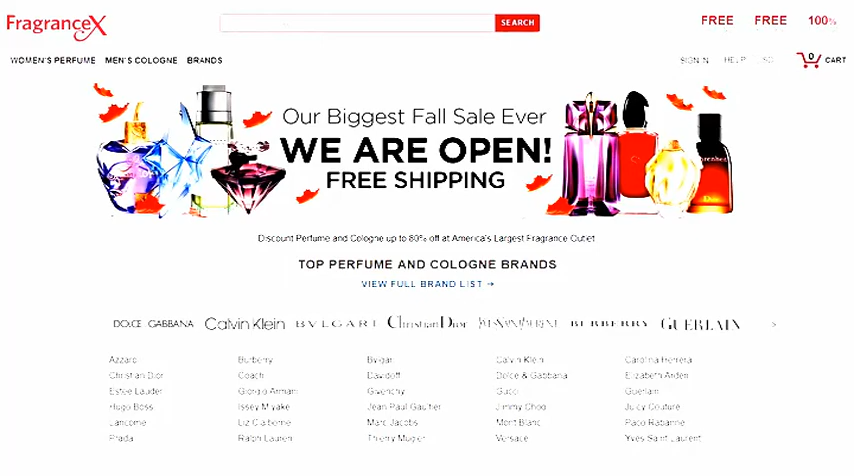 FragranceX
SEARCH
FREE FREE 100%
WOMEN'S PERFUME MEN'S COLOGNE BRANDS
SIGN IN HELP 0 CART
Our Biggest Fall Sale Ever
WE ARE OPEN!
FREE SHIPPING
Discount Perfume and Cologne up to 80% off at America's Largest Fragrance Outlet
TOP PERFUME AND COLOGNE BRANDS
VIEW FULL BRAND LIST →
DOLCE GABBANA Calvin Klein BVLGARI Christian Dior YVES SAINT LAURENT BURBERRY GUERLAIN >
Azzaro Burberry Bvlgari Calvin Klein Carolina Herrera
Christian Dior Coach Davidoff Dolce & Gabbana Elizabeth Arden
Estee Lauder Giorgio Armani Givenchy Gucci Guerlain
Hugo Boss Issey Miyake Jean Paul Gaultier Jimmy Choo Juicy Couture
Lancome Liz Claiborne Marc Jacobs Mont Blanc Paco Rabanne
Prada Ralph Lauren Thierry Mugler Versace Yves Saint Laurent